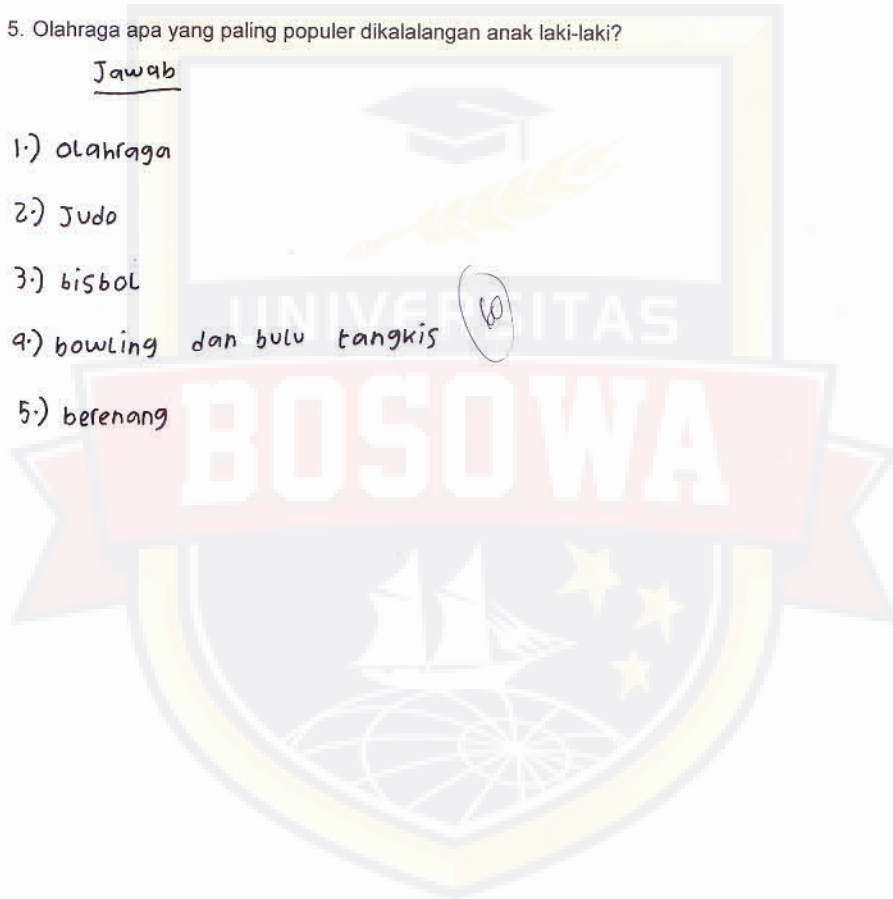 5. Olahraga apa yang paling populer dikalalangan anak laki-laki?
Jawab
1.) olahraga
2.) Judo
3.) bisbol
4.) bowling dan bulu tangkis
60
5.) berenang
UNIVERSITAS
BOSOWA